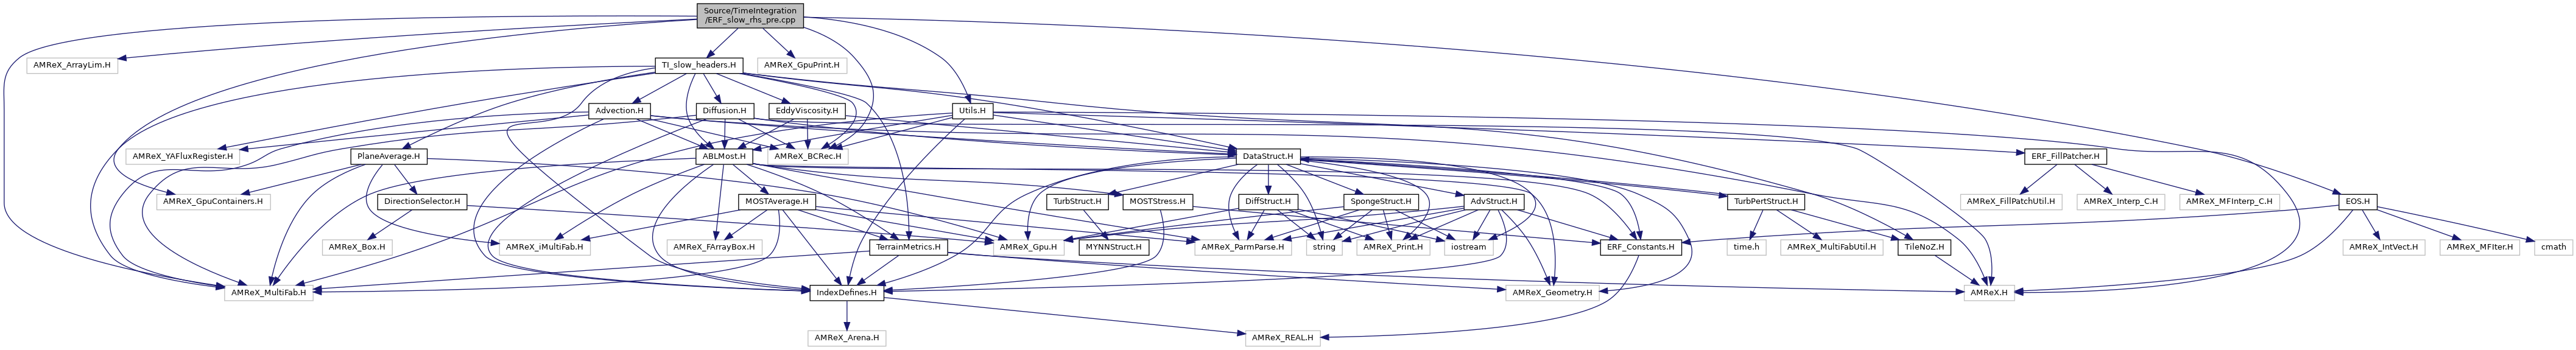 Source/TimeIntegration
/ERF_slow_rhs_pre.cpp
AMReX_ArrayLim.H
TI_slow_headers.H
AMReX_GpuPrint.H
Advection.H
Diffusion.H
EddyViscosity.H
Utils.H
AMReX_YAFluxRegister.H
PlaneAverage.H
ABLMost.H
AMReX_BCRec.H
DataStruct.H
ERF_FillPatcher.H
AMReX_GpuContainers.H
DirectionSelector.H
MOSTAverage.H
TurbStruct.H
MOSTStress.H
DiffStruct.H
SpongeStruct.H
AdvStruct.H
TurbPertStruct.H
AMReX_FillPatchUtil.H
AMReX_Interp_C.H
AMReX_MFInterp_C.H
EOS.H
AMReX_Box.H
AMReX_iMultiFab.H
AMReX_FArrayBox.H
TerrainMetrics.H
AMReX_Gpu.H
MYNNStruct.H
AMReX_ParmParse.H
string
AMReX_Print.H
iostream
ERF_Constants.H
time.h
AMReX_MultiFabUtil.H
TileNoZ.H
AMReX_IntVect.H
AMReX_MFIter.H
cmath
AMReX_MultiFab.H
IndexDefines.H
AMReX_Geometry.H
AMReX.H
AMReX_Arena.H
AMReX_REAL.H